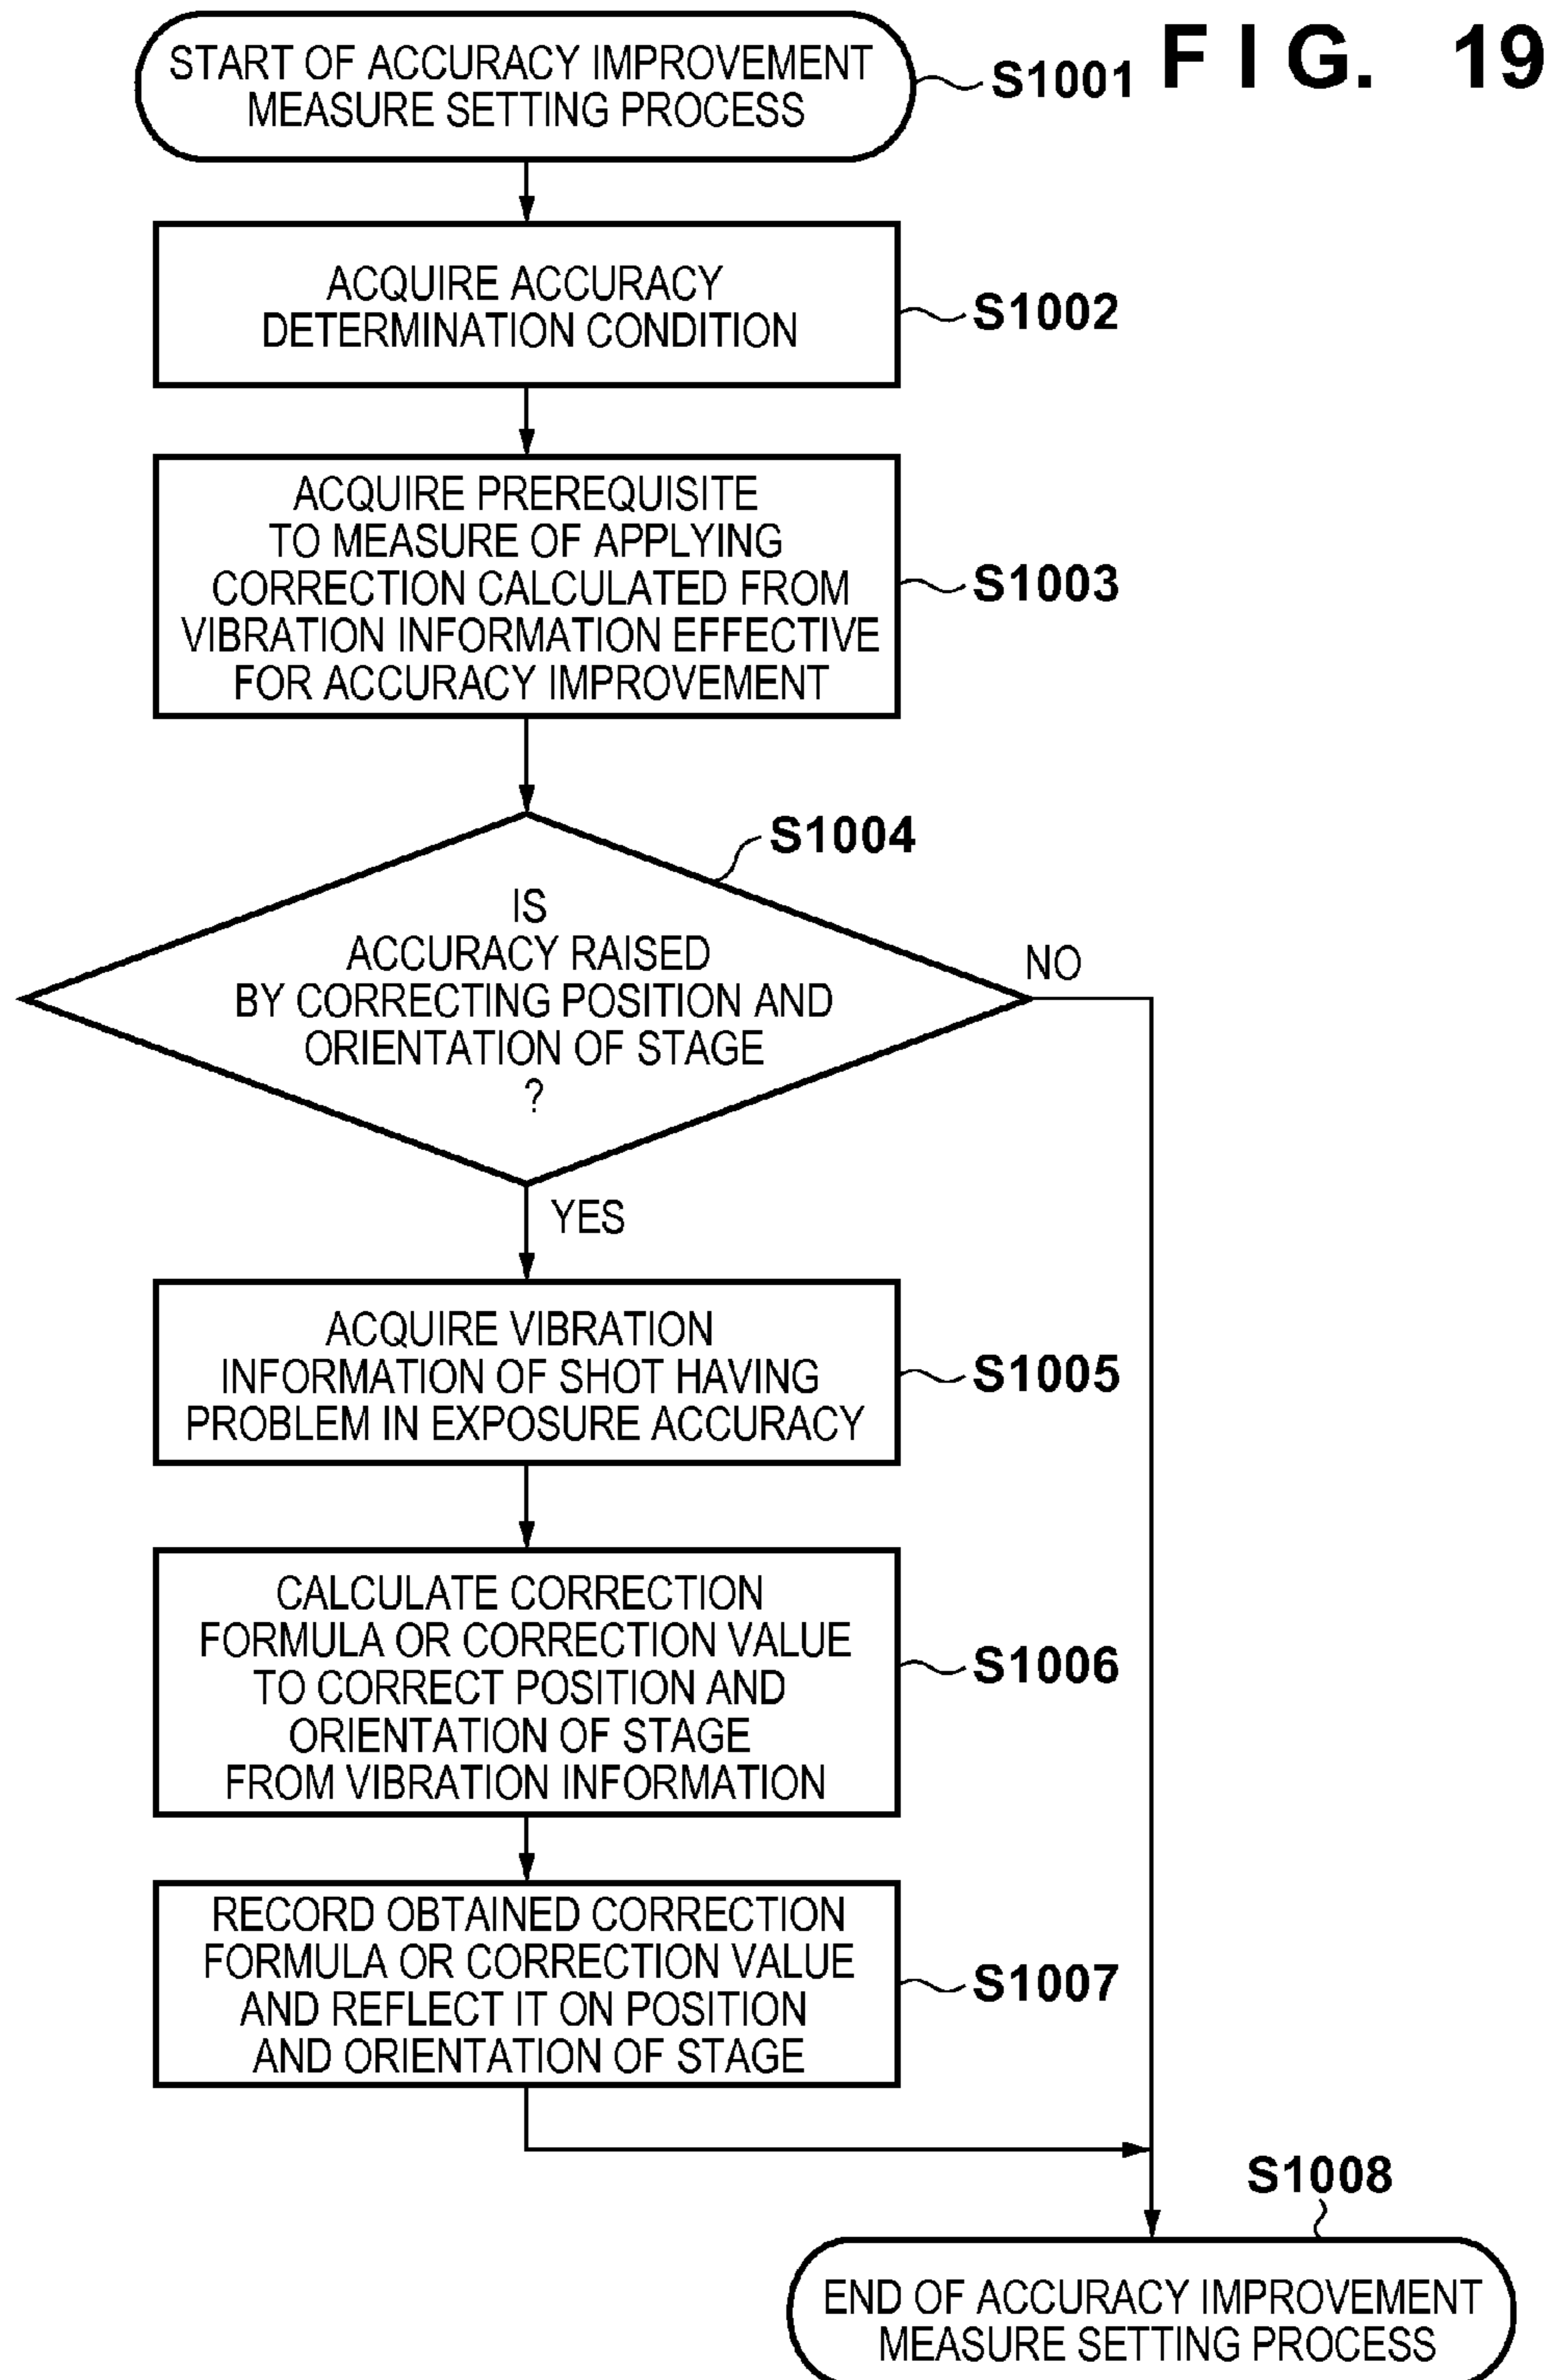 FIG. 19
START OF ACCURACY IMPROVEMENT
MEASURE SETTING PROCESS
S1001
ACQUIRE ACCURACY
DETERMINATION CONDITION
S1002
ACQUIRE PREREQUISITE
TO MEASURE OF APPLYING
CORRECTION CALCULATED FROM
VIBRATION INFORMATION EFFECTIVE
FOR ACCURACY IMPROVEMENT
S1003
S1004
IS
ACCURACY RAISED
BY CORRECTING POSITION AND
ORIENTATION OF STAGE
?
NO
YES
ACQUIRE VIBRATION
INFORMATION OF SHOT HAVING
PROBLEM IN EXPOSURE ACCURACY
S1005
CALCULATE CORRECTION
FORMULA OR CORRECTION VALUE
TO CORRECT POSITION AND
ORIENTATION OF STAGE
FROM VIBRATION INFORMATION
S1006
RECORD OBTAINED CORRECTION
FORMULA OR CORRECTION VALUE
AND REFLECT IT ON POSITION
AND ORIENTATION OF STAGE
S1007
S1008
END OF ACCURACY IMPROVEMENT
MEASURE SETTING PROCESS